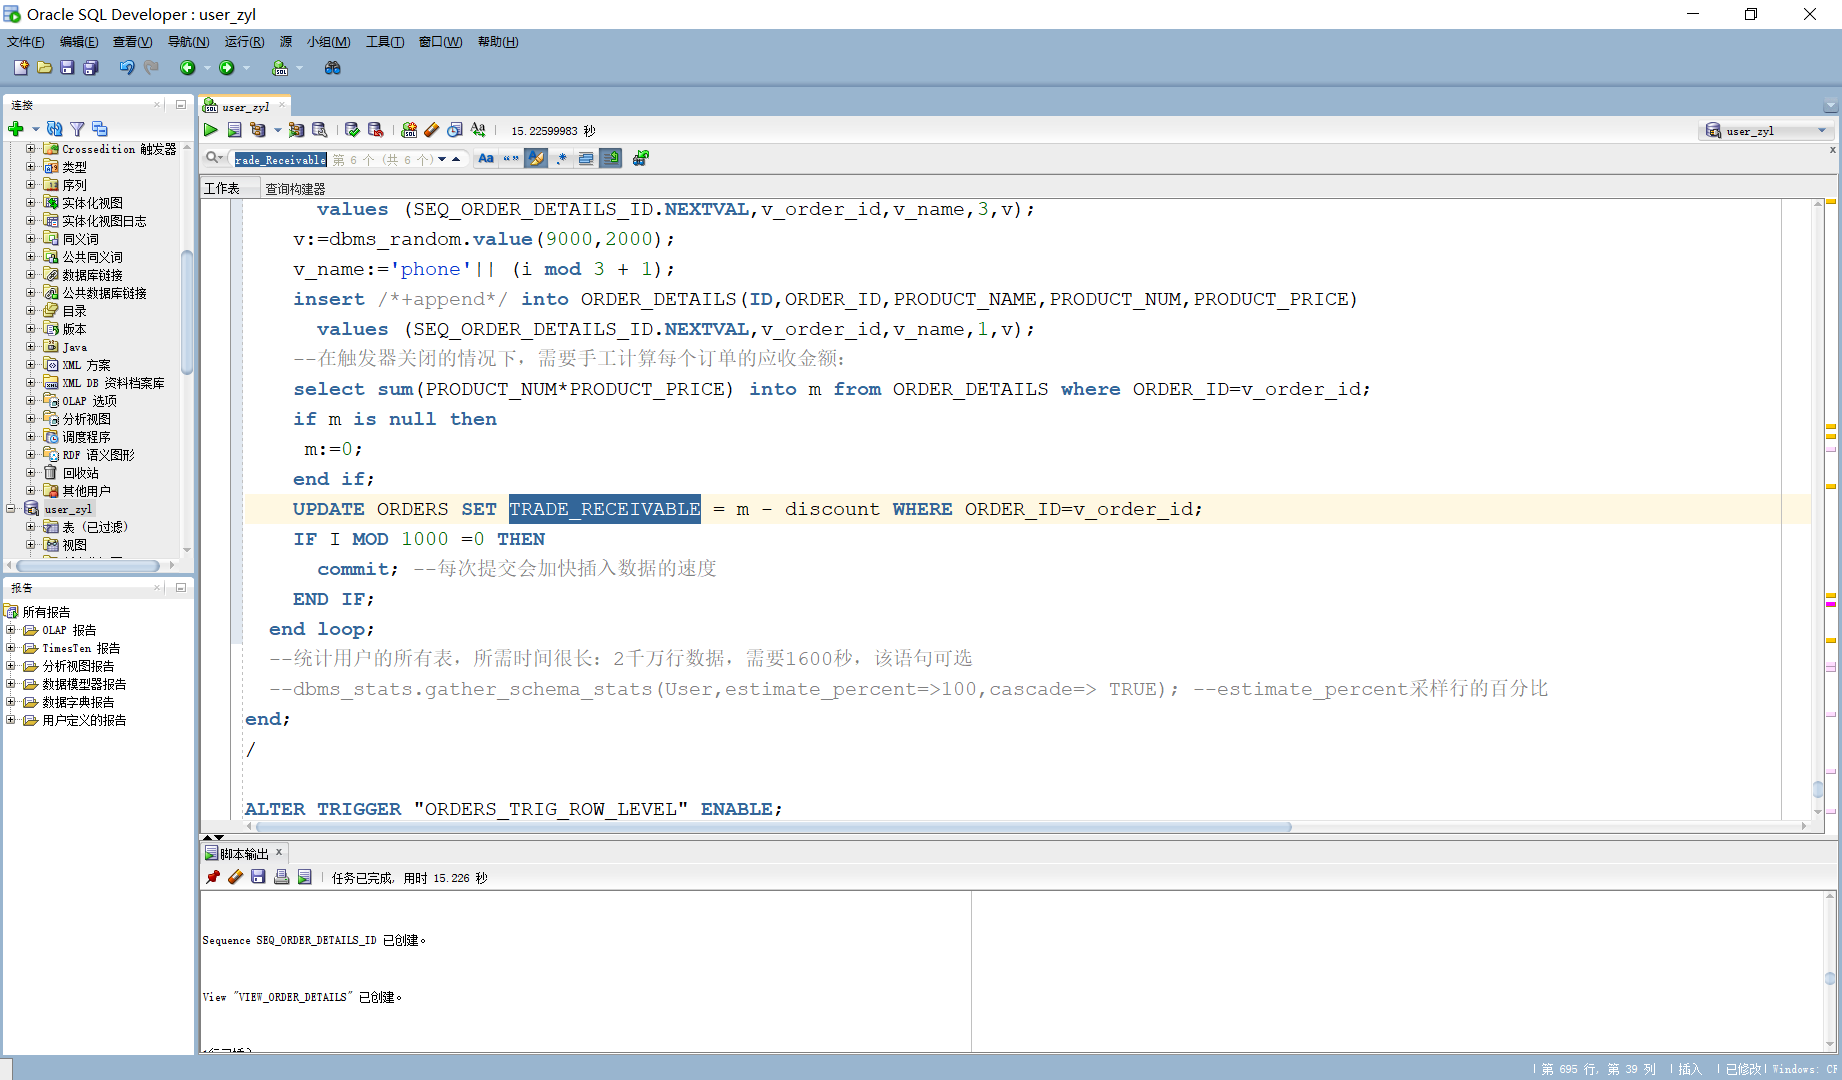 Oracle SQL Developer : user_zyl
文件(F) 编辑(E) 查看(V) 导航(N) 运行(R) 源 小组(M) 工具(T) 窗口(W) 帮助(H)
连接
Crossedition 触发器
类型
序列
实体化视图
实体化视图日志
同义词
公共同义词
数据库链接
公共数据库链接
目录
版本
Java
XML 方案
XML DB 资料档案库
OLAP 选项
分析视图
调度程序
RDF 语义图形
回收站
其他用户
user_zyl
表 (已过滤)
视图
报告
所有报告
OLAP 报告
TimesTen 报告
分析视图报告
数据模型器报告
数据字典报告
用户定义的报告
user_zyl
15.22599983 秒
user_zyl
rade_Receivable 第 6 个 (共 6 个)
工作表 查询构建器
values (SEQ_ORDER_DETAILS_ID.NEXTVAL,v_order_id,v_name,3,v);
v:=dbms_random.value(9000,2000);
v_name:='phone'|| (i mod 3 + 1);
insert /*+append*/ into ORDER_DETAILS(ID,ORDER_ID,PRODUCT_NAME,PRODUCT_NUM,PRODUCT_PRICE)
values (SEQ_ORDER_DETAILS_ID.NEXTVAL,v_order_id,v_name,1,v);
--在触发器关闭的情况下，需要手工计算每个订单的应收金额：
select sum(PRODUCT_NUM*PRODUCT_PRICE) into m from ORDER_DETAILS where ORDER_ID=v_order_id;
if m is null then
m:=0;
end if;
UPDATE ORDERS SET TRADE_RECEIVABLE = m - discount WHERE ORDER_ID=v_order_id;
IF I MOD 1000 =0 THEN
commit; --每次提交会加快插入数据的速度
END IF;
end loop;
--统计用户的所有表，所需时间很长：2千万行数据，需要1600秒，该语句可选
--dbms_stats.gather_schema_stats(User,estimate_percent=>100,cascade=> TRUE); --estimate_percent采样行的百分比
end;
/
ALTER TRIGGER "ORDERS_TRIG_ROW_LEVEL" ENABLE;
脚本输出
任务已完成, 用时 15.226 秒
Sequence SEQ_ORDER_DETAILS_ID 已创建。
View "VIEW_ORDER_DETAILS" 已创建。
第 695 行, 第 39 列 | 插入 | 已修改 | Windows: CF